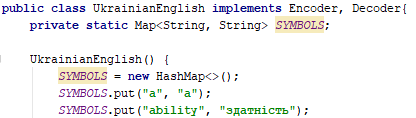 public class UkrainianEnglish implements Encoder, Decoder{
private static Map<String, String> SYMBOLS;
UkrainianEnglish() {
SYMBOLS = new HashMap<>();
SYMBOLS.put("a", "а");
SYMBOLS.put("ability", "здатність");